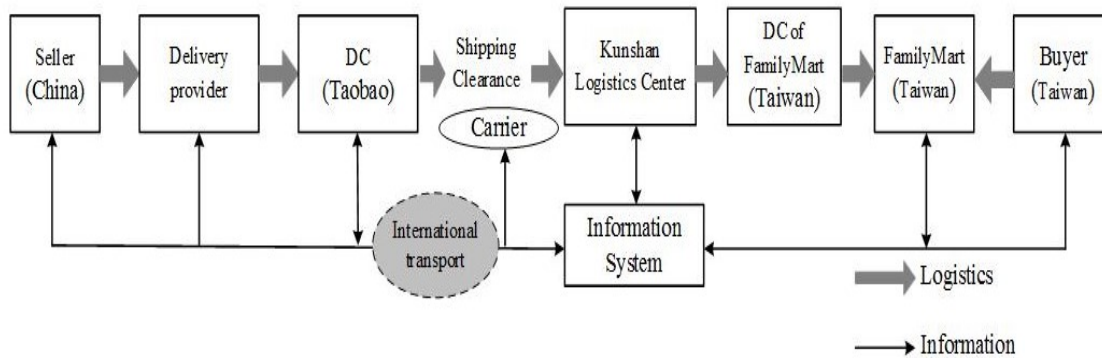 Seller
(China)
Delivery
provider
DC
(Taobao)
Shipping
Clearance
Carrier
Kunshan
Logistics Center
DC of
FamilyMart
(Taiwan)
FamilyMart
(Taiwan)
Buyer
(Taiwan)
International
transport
Information
System
Logistics
Information